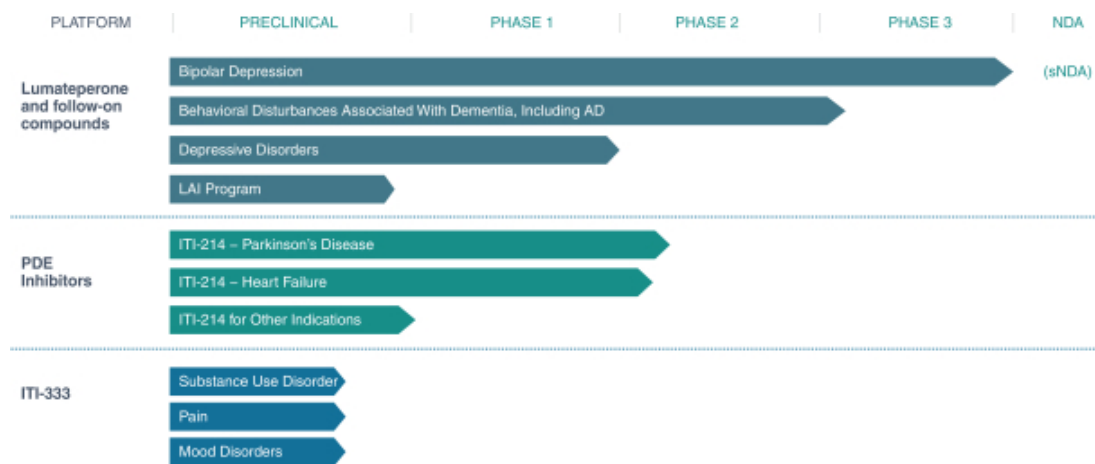 PLATFORM PRECLINICAL PHASE 1 PHASE 2 PHASE 3 NDA
Lumateperone
and follow-on
compounds
Bipolar Depression
(sNDA)
Behavioral Disturbances Associated With Dementia, Including AD
Depressive Disorders
LAI Program
PDE
Inhibitors
ITI-214 – Parkinson's Disease
ITI-214 – Heart Failure
ITI-214 for Other Indications
ITI-333
Substance Use Disorder
Pain
Mood Disorders